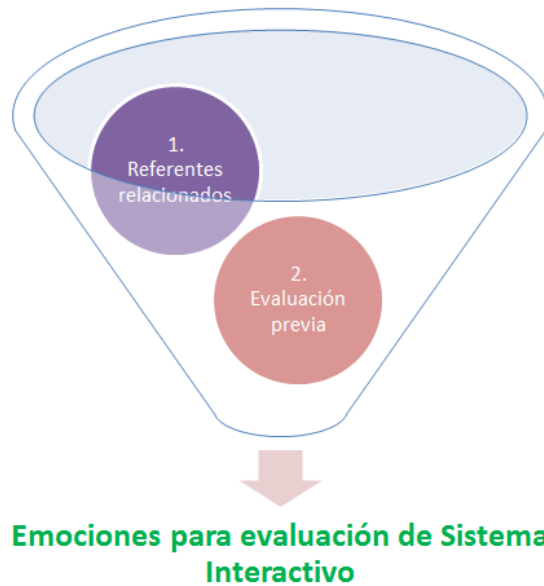 1.
Referentes
relacionados
2.
Evaluación
previa
Emociones para evaluación de Sistema
Interactivo